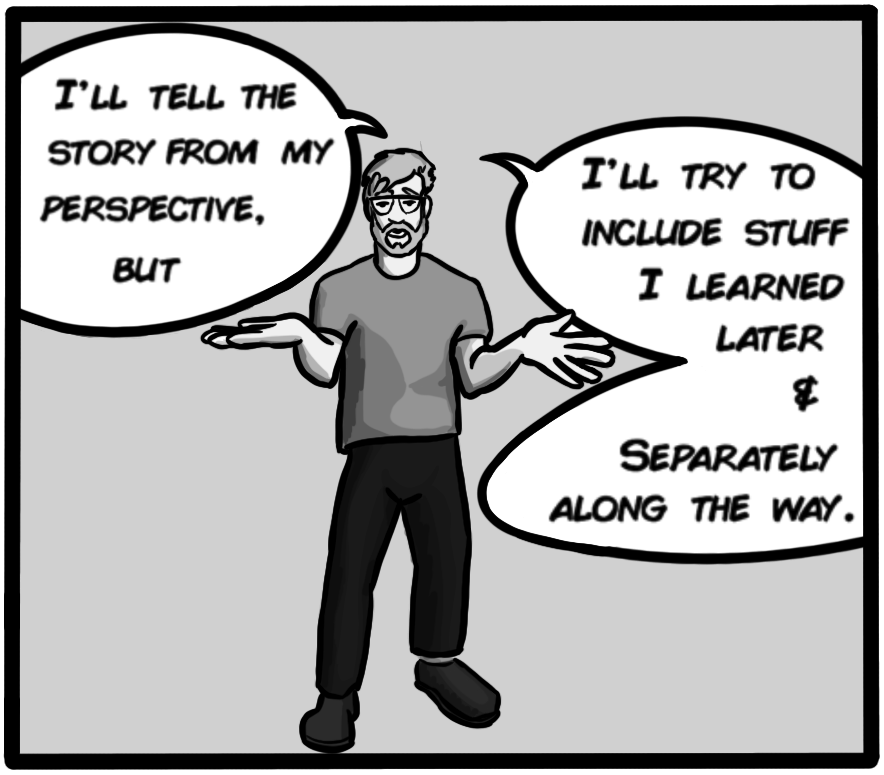 I'LL TELL THE
STORY FROM MY
PERSPECTIVE,
BUT
I'LL TRY TO
INCLUDE STUFF
I LEARNED
LATER
&
SEPARATELY
ALONG THE WAY.